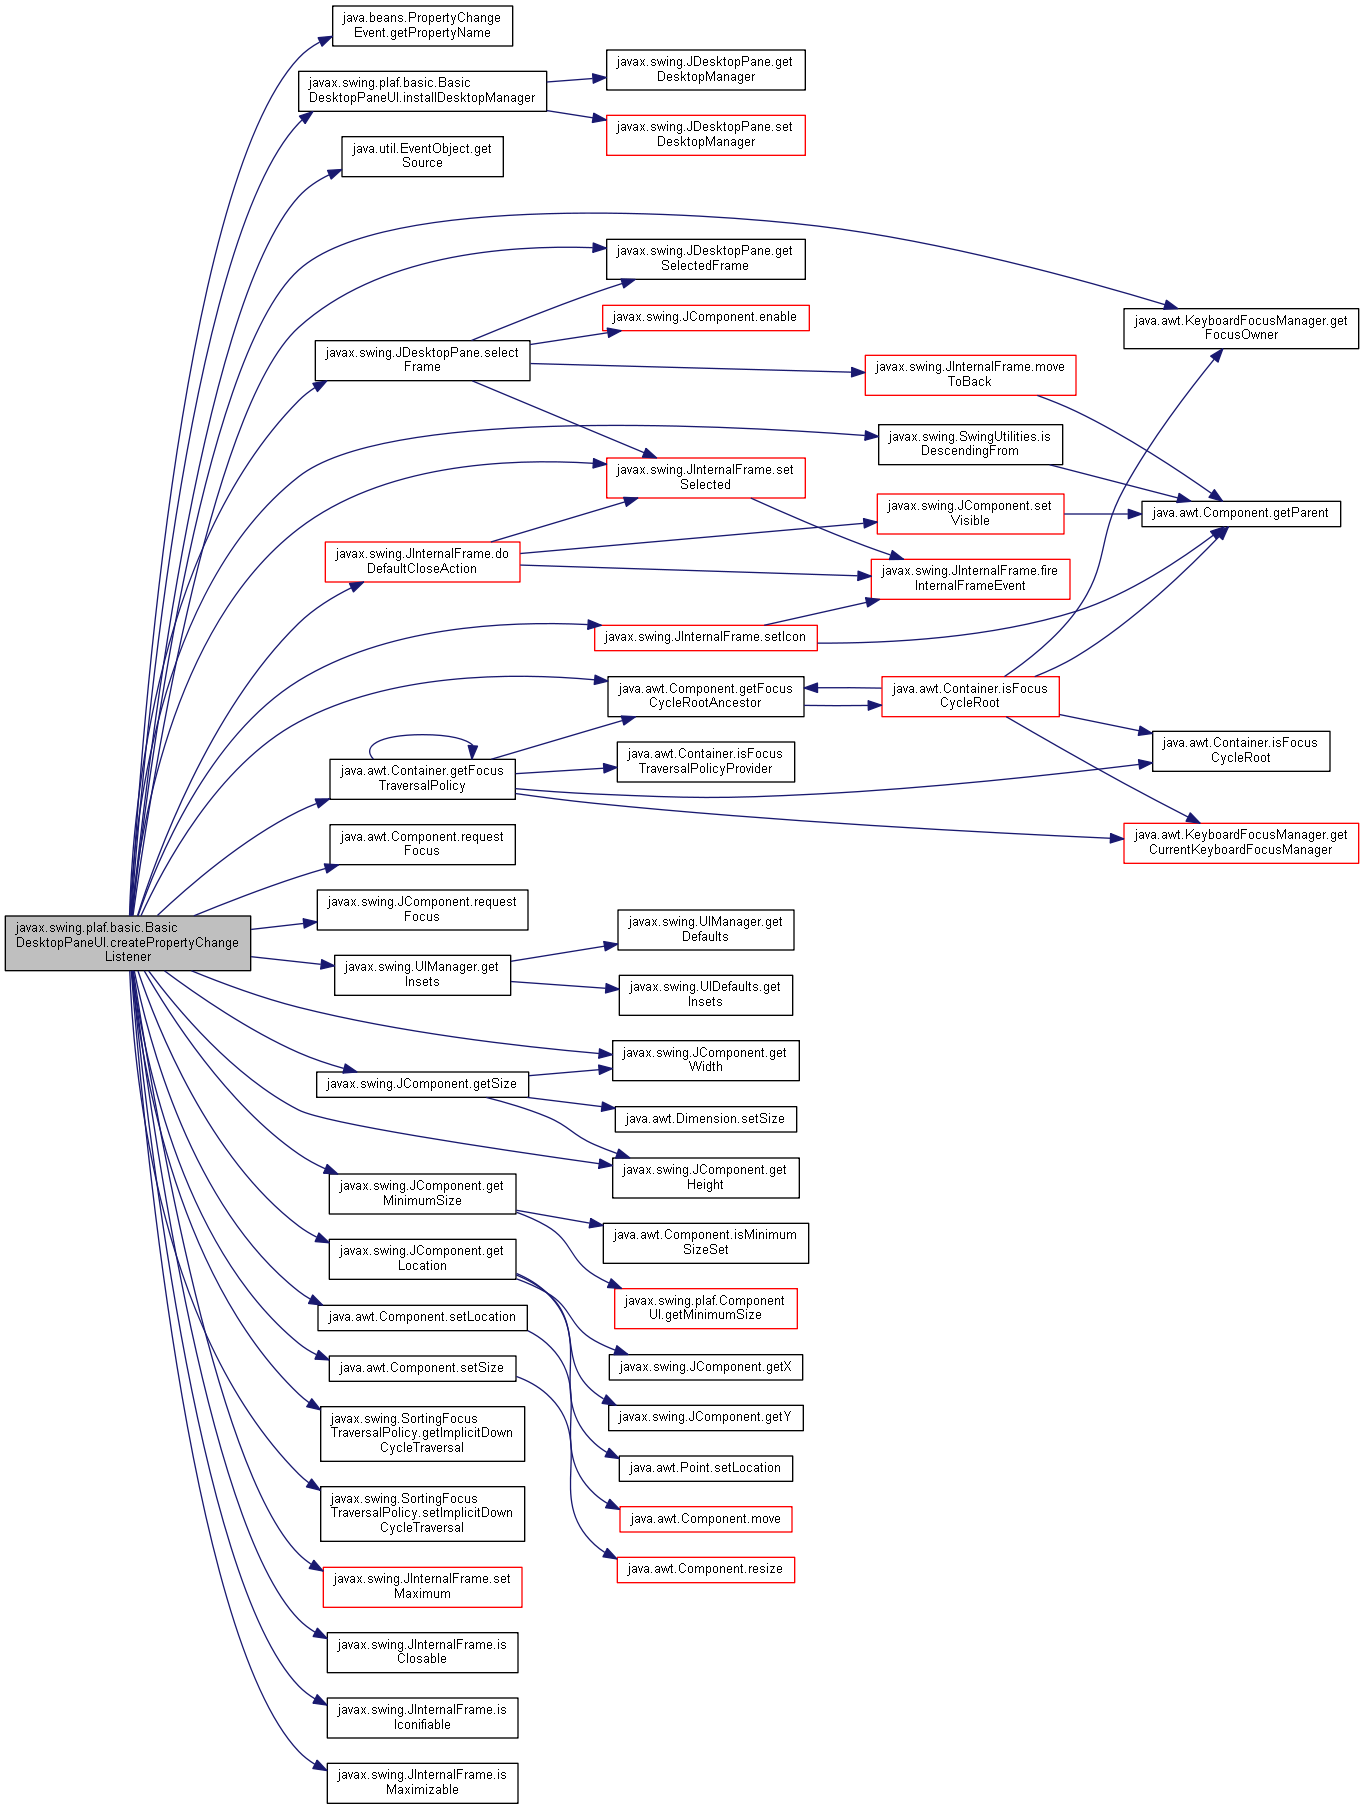 java.beans.PropertyChange
Event.getPropertyName
javax.swing.plaf.basic.Basic
DesktopPaneUI.installDesktopManager
javax.swing.JDesktopPane.get
DesktopManager
javax.swing.JDesktopPane.set
DesktopManager
java.util.EventObject.get
Source
javax.swing.JDesktopPane.get
SelectedFrame
javax.swing.JComponent.enable
java.awt.KeyboardFocusManager.get
FocusOwner
javax.swing.JDesktopPane.select
Frame
javax.swing.JInternalFrame.move
ToBack
javax.swing.SwingUtilities.is
DescendingFrom
javax.swing.JInternalFrame.set
Selected
javax.swing.JComponent.set
Visible
java.awt.Component.getParent
javax.swing.JInternalFrame.do
DefaultCloseAction
javax.swing.JInternalFrame.fire
InternalFrameEvent
javax.swing.JInternalFrame.setIcon
java.awt.Component.getFocus
CycleRootAncestor
java.awt.Container.isFocus
CycleRoot
java.awt.Container.isFocus
CycleRoot
java.awt.Container.getFocus
TraversalPolicy
java.awt.Container.isFocus
TraversalPolicyProvider
java.awt.KeyboardFocusManager.get
CurrentKeyboardFocusManager
java.awt.Component.request
Focus
javax.swing.JComponent.request
Focus
javax.swing.plaf.basic.Basic
DesktopPaneUI.createPropertyChange
Listener
javax.swing.UIManager.get
Defaults
javax.swing.UIManager.get
Insets
javax.swing.UIDefaults.get
Insets
javax.swing.JComponent.get
Width
javax.swing.JComponent.getSize
java.awt.Dimension.setSize
javax.swing.JComponent.get
Height
javax.swing.JComponent.get
MinimumSize
java.awt.Component.isMinimum
SizeSet
javax.swing.JComponent.get
Location
javax.swing.plaf.Component
UI.getMinimumSize
java.awt.Component.setLocation
javax.swing.JComponent.getX
java.awt.Component.setSize
javax.swing.JComponent.getY
javax.swing.SortingFocus
TraversalPolicy.getImplicitDown
CycleTraversal
java.awt.Point.setLocation
javax.swing.SortingFocus
TraversalPolicy.setImplicitDown
CycleTraversal
java.awt.Component.move
java.awt.Component.resize
javax.swing.JInternalFrame.set
Maximum
javax.swing.JInternalFrame.is
Closable
javax.swing.JInternalFrame.is
Iconifiable
javax.swing.JInternalFrame.is
Maximizable